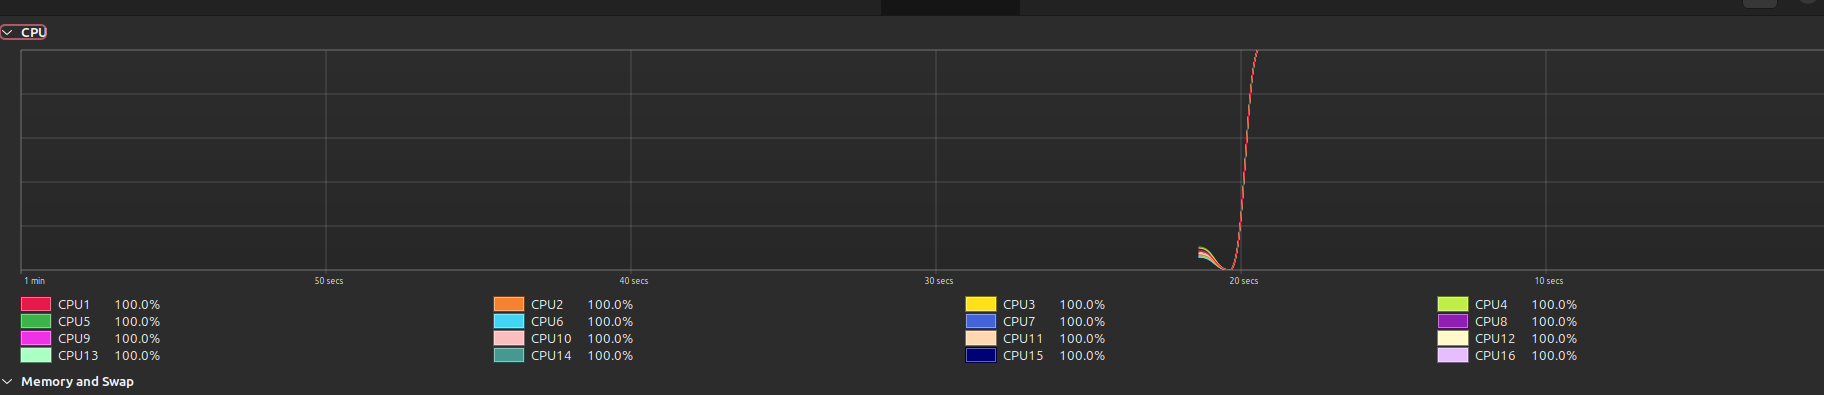 CPU
1 min 50 secs 40 secs 30 secs 20 secs 10 secs
CPU1 100.0% CPU2 100.0% CPU3 100.0% CPU4 100.0%
CPU5 100.0% CPU6 100.0% CPU7 100.0% CPU8 100.0%
CPU9 100.0% CPU10 100.0% CPU11 100.0% CPU12 100.0%
CPU13 100.0% CPU14 100.0% CPU15 100.0% CPU16 100.0%
Memory and Swap